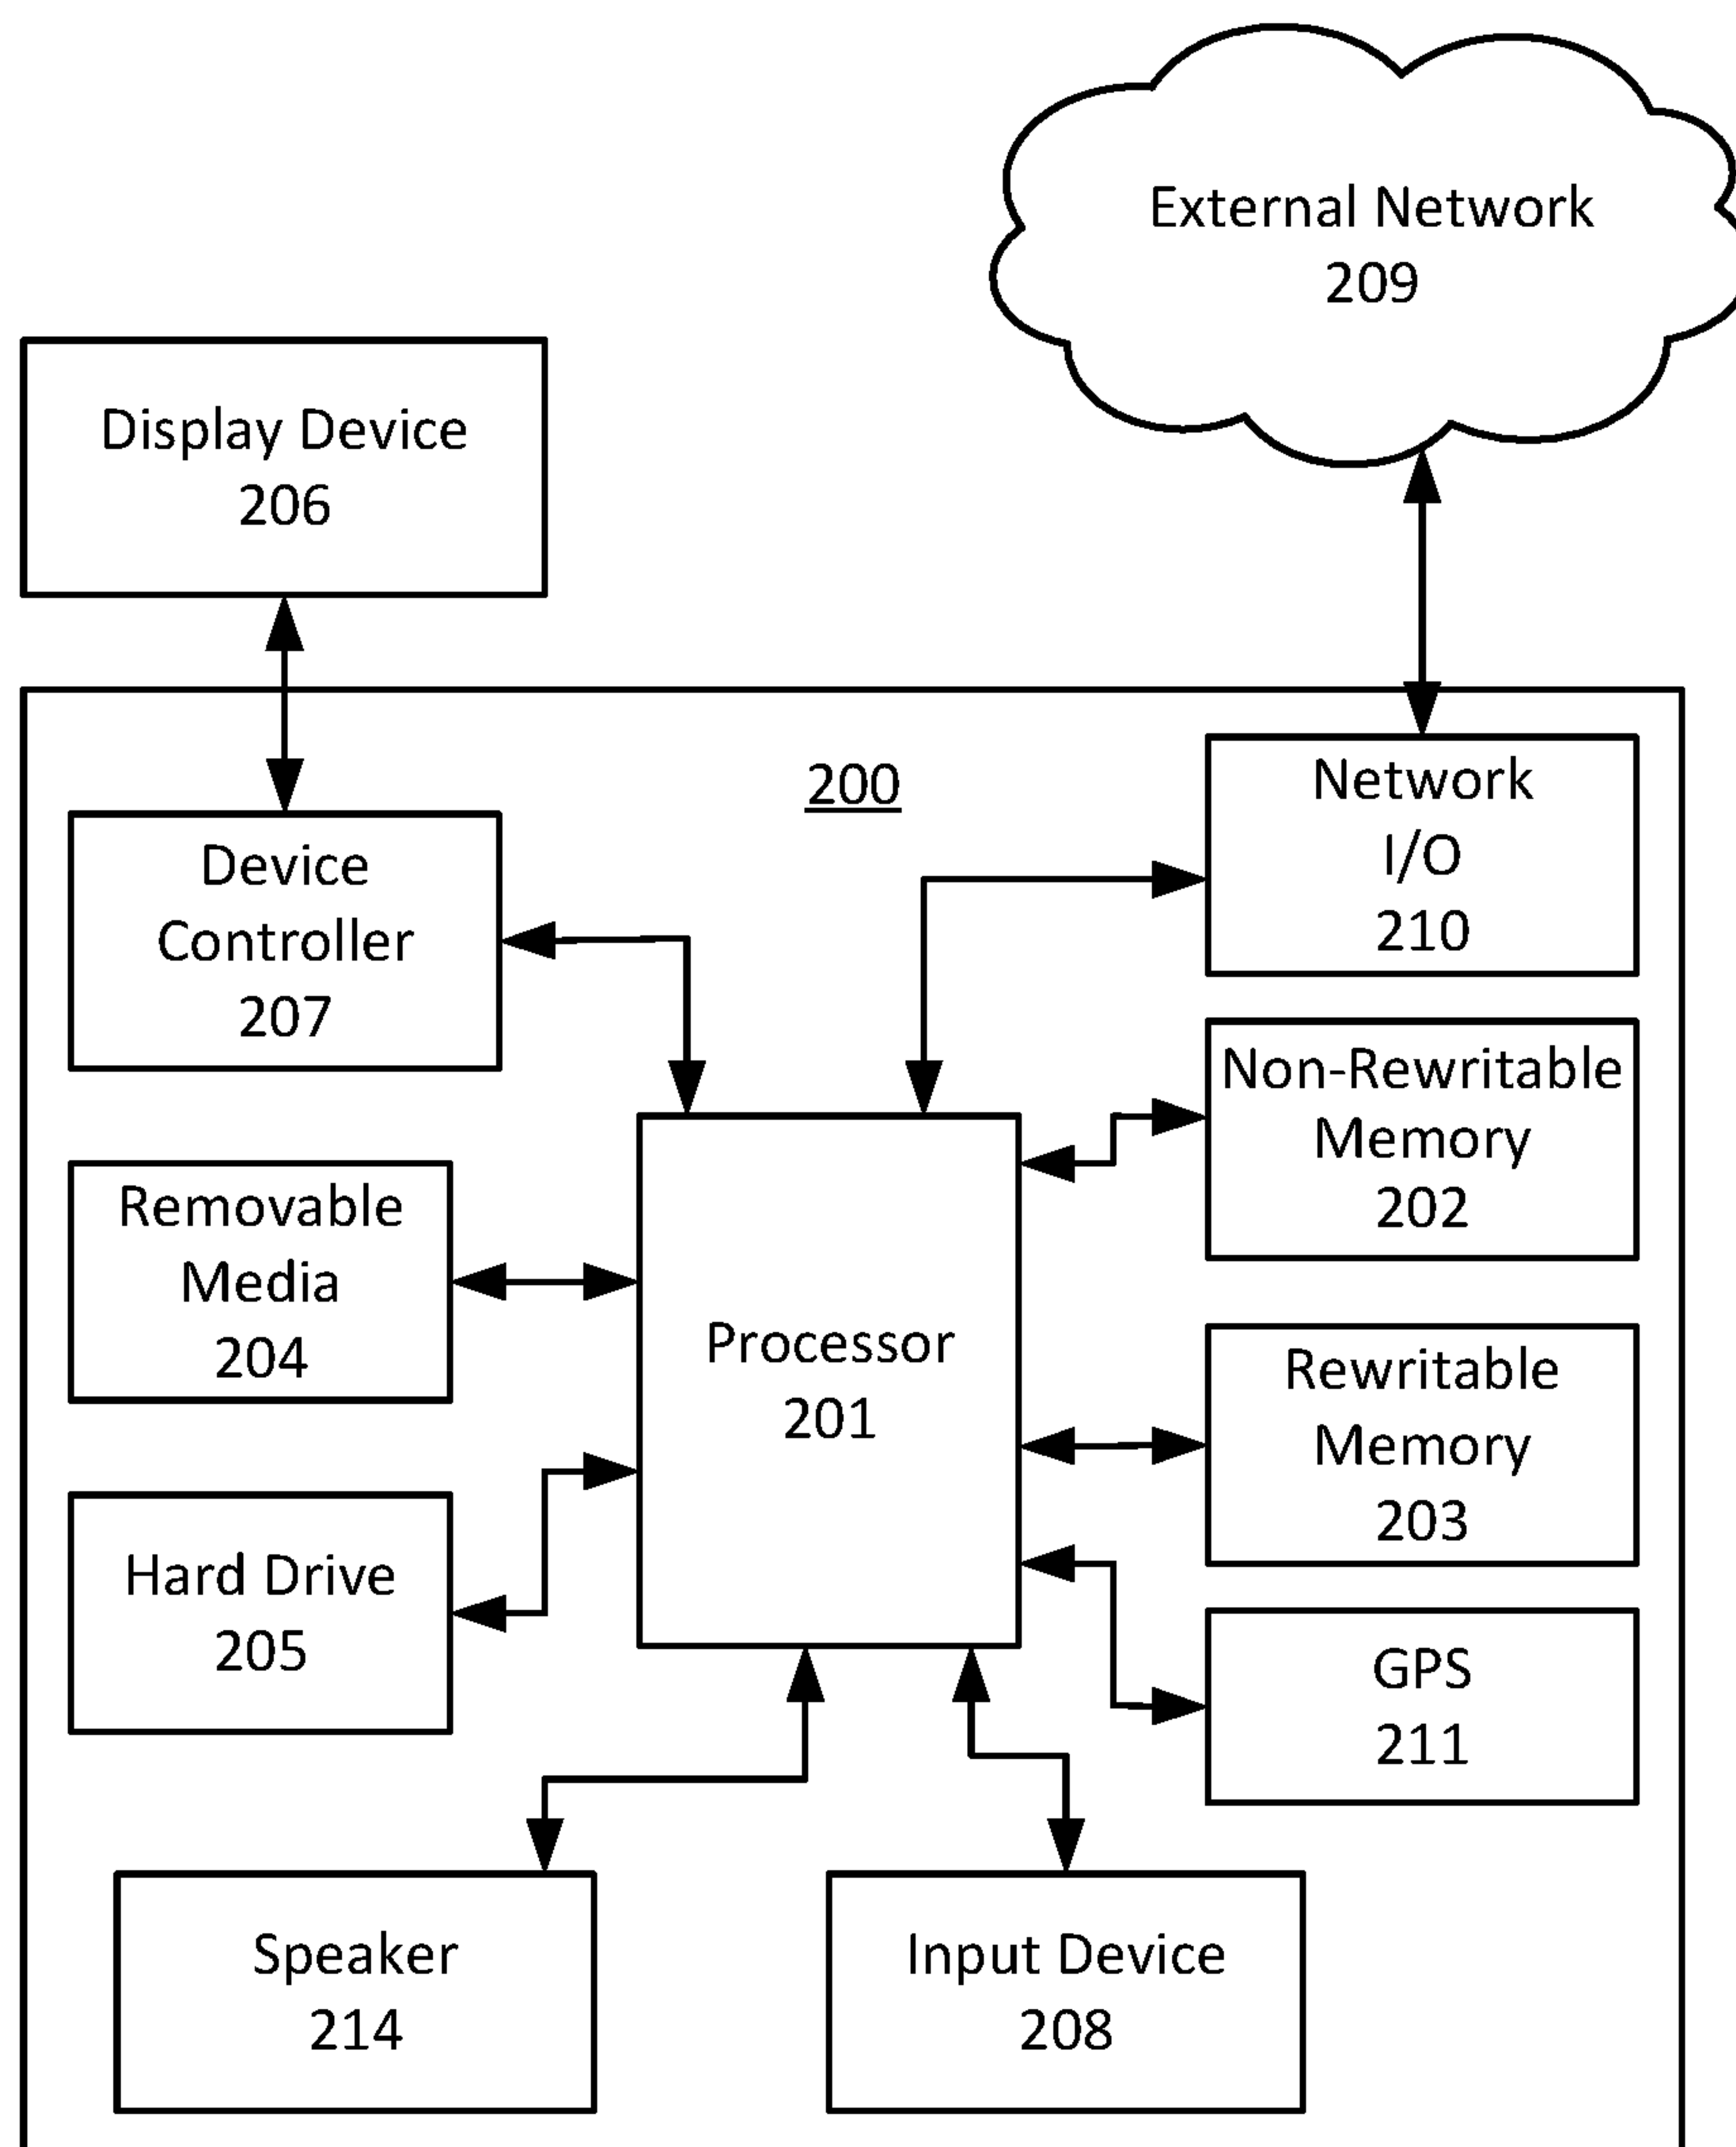 External Network
209
Display Device
206
200
Network
I/O
210
Device
Controller
207
Non-Rewritable
Memory
202
Removable
Media
204
Processor
201
Rewritable
Memory
203
Hard Drive
205
GPS
211
Speaker
214
Input Device
208